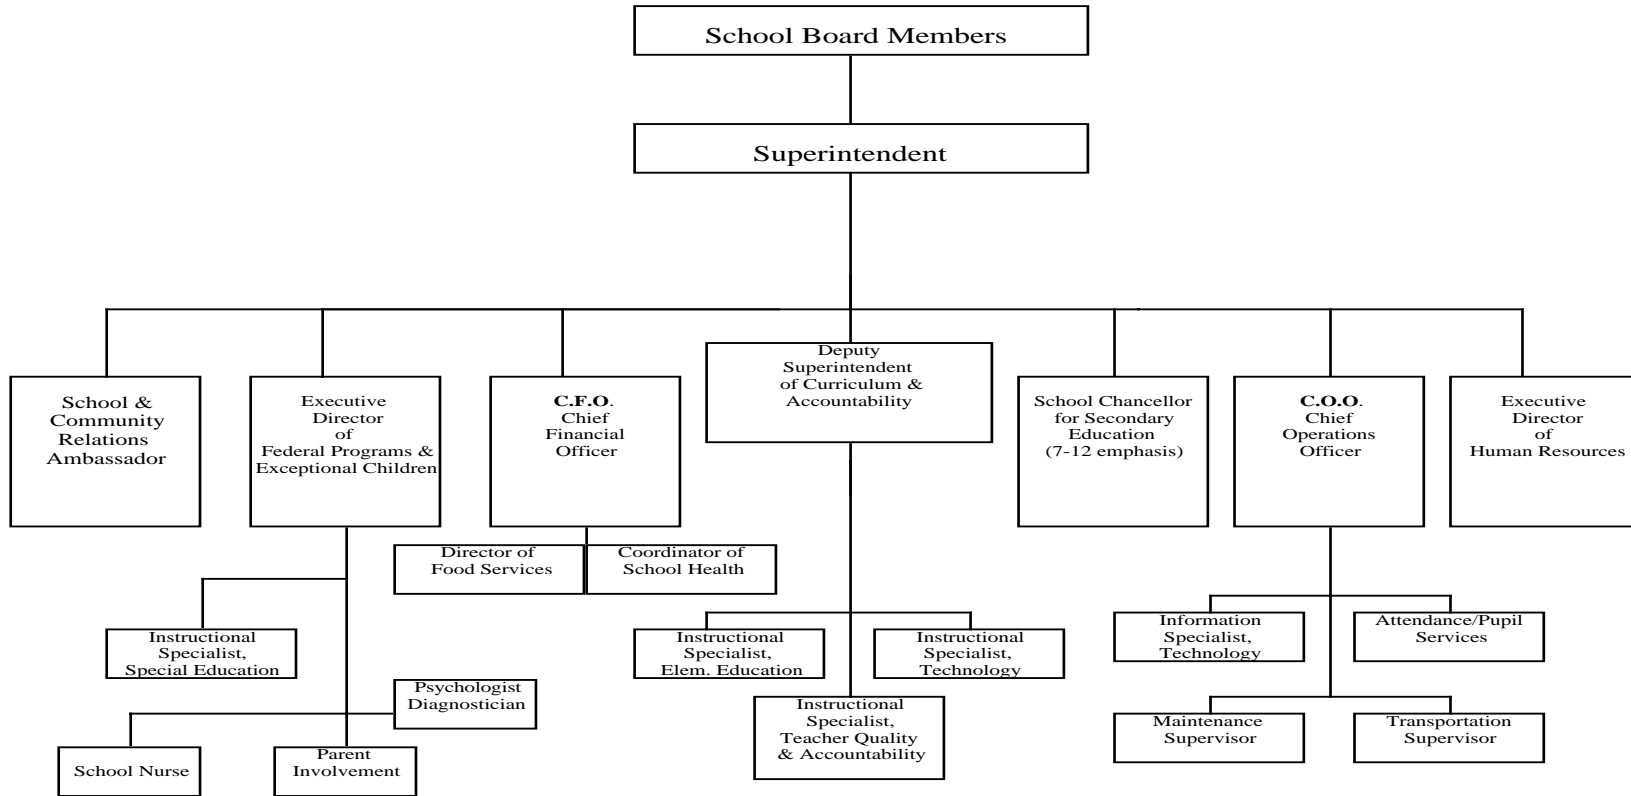 School Board Members
Superintendent
School &
Community
Relations
Ambassador
Executive
Director
of
Federal Programs &
Exceptional Children
C.F.O.
Chief
Financial
Officer
Deputy
Superintendent
of Curriculum &
Accountability
School Chancellor
for Secondary
Education
(7-12 emphasis)
C.O.O.
Chief
Operations
Officer
Executive
Director
of
Human Resources
Director of
Food Services
Coordinator of
School Health
Instructional
Specialist,
Special Education
Instructional
Specialist,
Elem. Education
Instructional
Specialist,
Technology
Information
Specialist,
Technology
Attendance/Pupil
Services
Psychologist
Diagnostician
School Nurse
Parent
Involvement
Instructional
Specialist,
Teacher Quality
& Accountability
Maintenance
Supervisor
Transportation
Supervisor